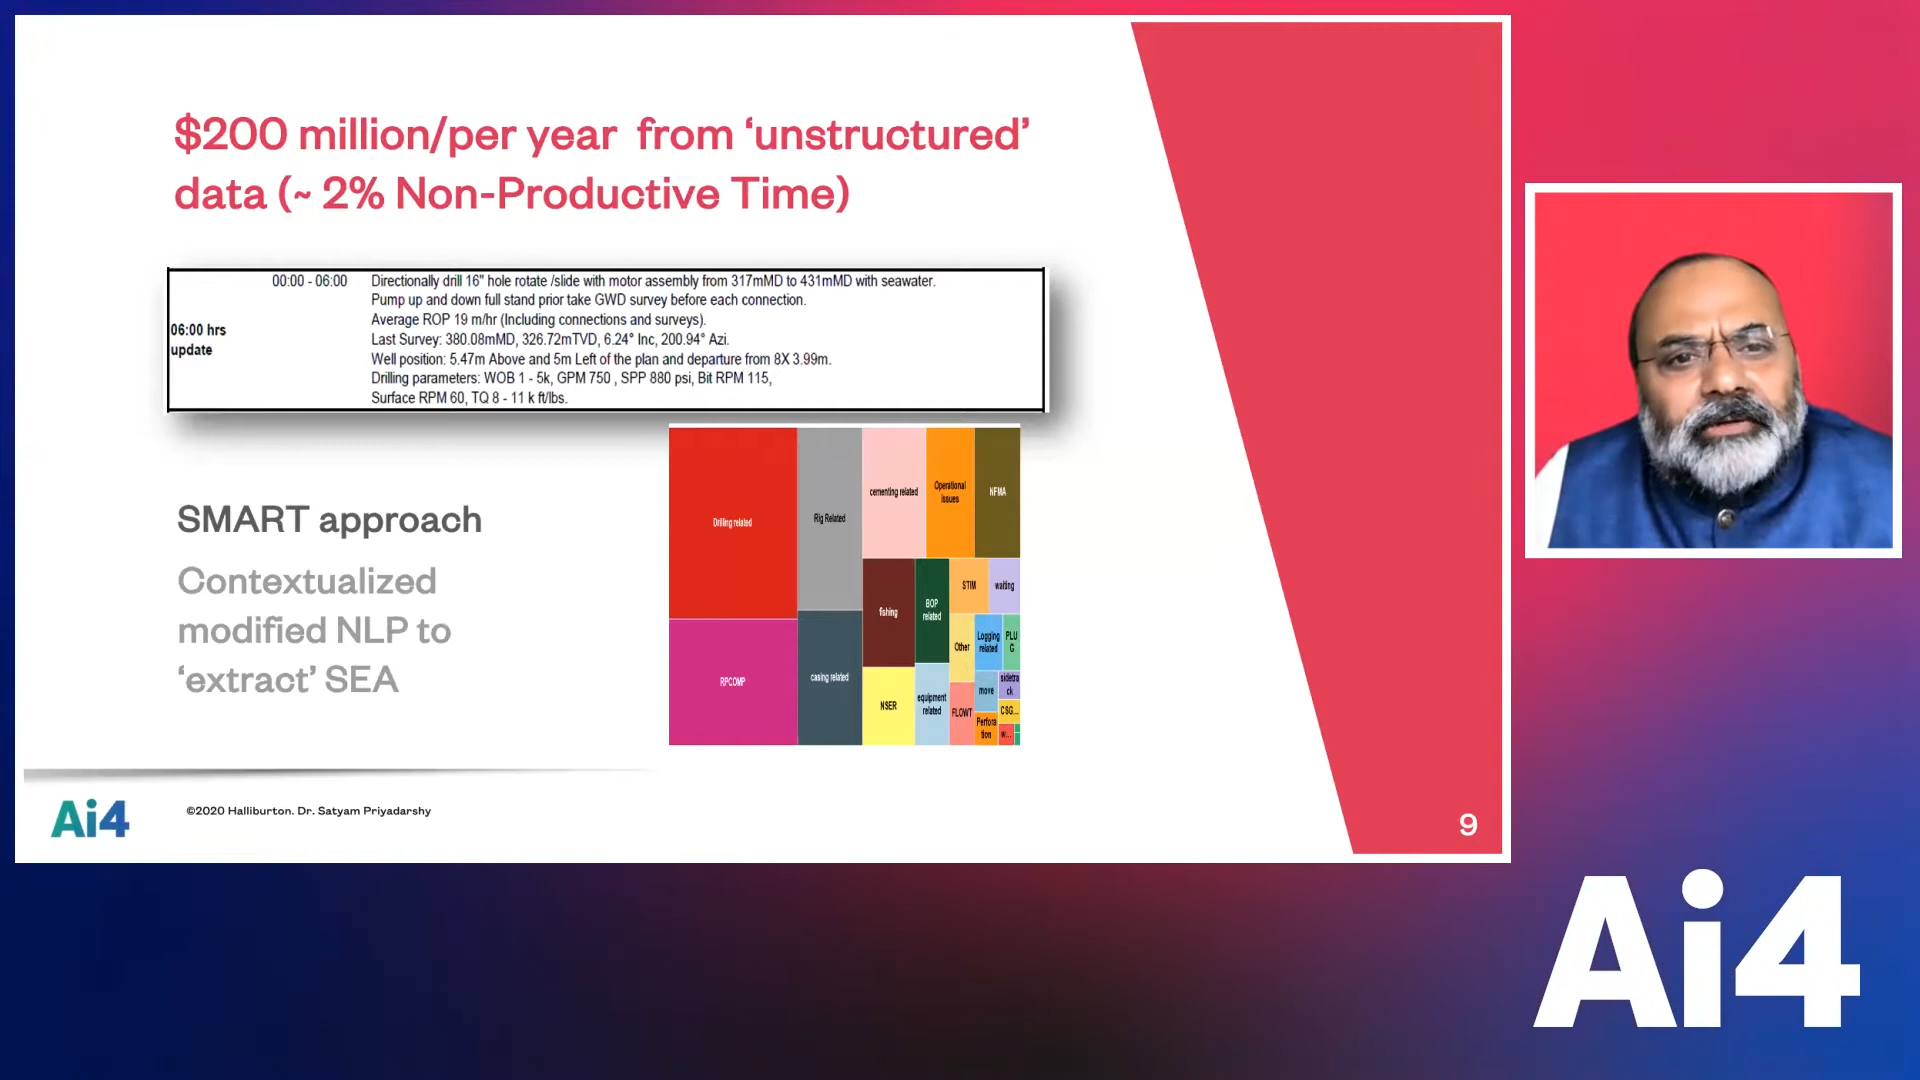 $200 million/per year from ‘unstructured’
data (~ 2% Non-Productive Time)
06:00 hrs
update
00:00 - 06:00
Directionally drill 16" hole rotate /slide with motor assembly from 317mMD to 431mMD with seawater.
Pump up and down full stand prior take GWD survey before each connection.
Average ROP 19 m/hr (Including connections and surveys).
Last Survey: 380.08mMD, 326.72mTVD, 6.24° Inc, 200.94° Azi.
Well position: 5.47m Above and 5m Left of the plan and departure from 8X 3.99m.
Drilling parameters: WOB 1 - 5k, GPM 750 , SPP 880 psi, Bit RPM 115,
Surface RPM 60, TQ 8 - 11 k ft/lbs.
SMART approach
Contextualized
modified NLP to
‘extract’ SEA
Drilling related
RPCOMP
Rig Related
casing related
cementing related
Operational
issues
NFMA
fishing
NSER
BOP
related
equipment
related
STIM
waiting
Other
FLOWT
Logging
related
PLU
G
move
sidetra
ck
Perfora
tion
CSG...
w...
Ai4
©2020 Halliburton. Dr. Satyam Priyadarshy
9
Ai4